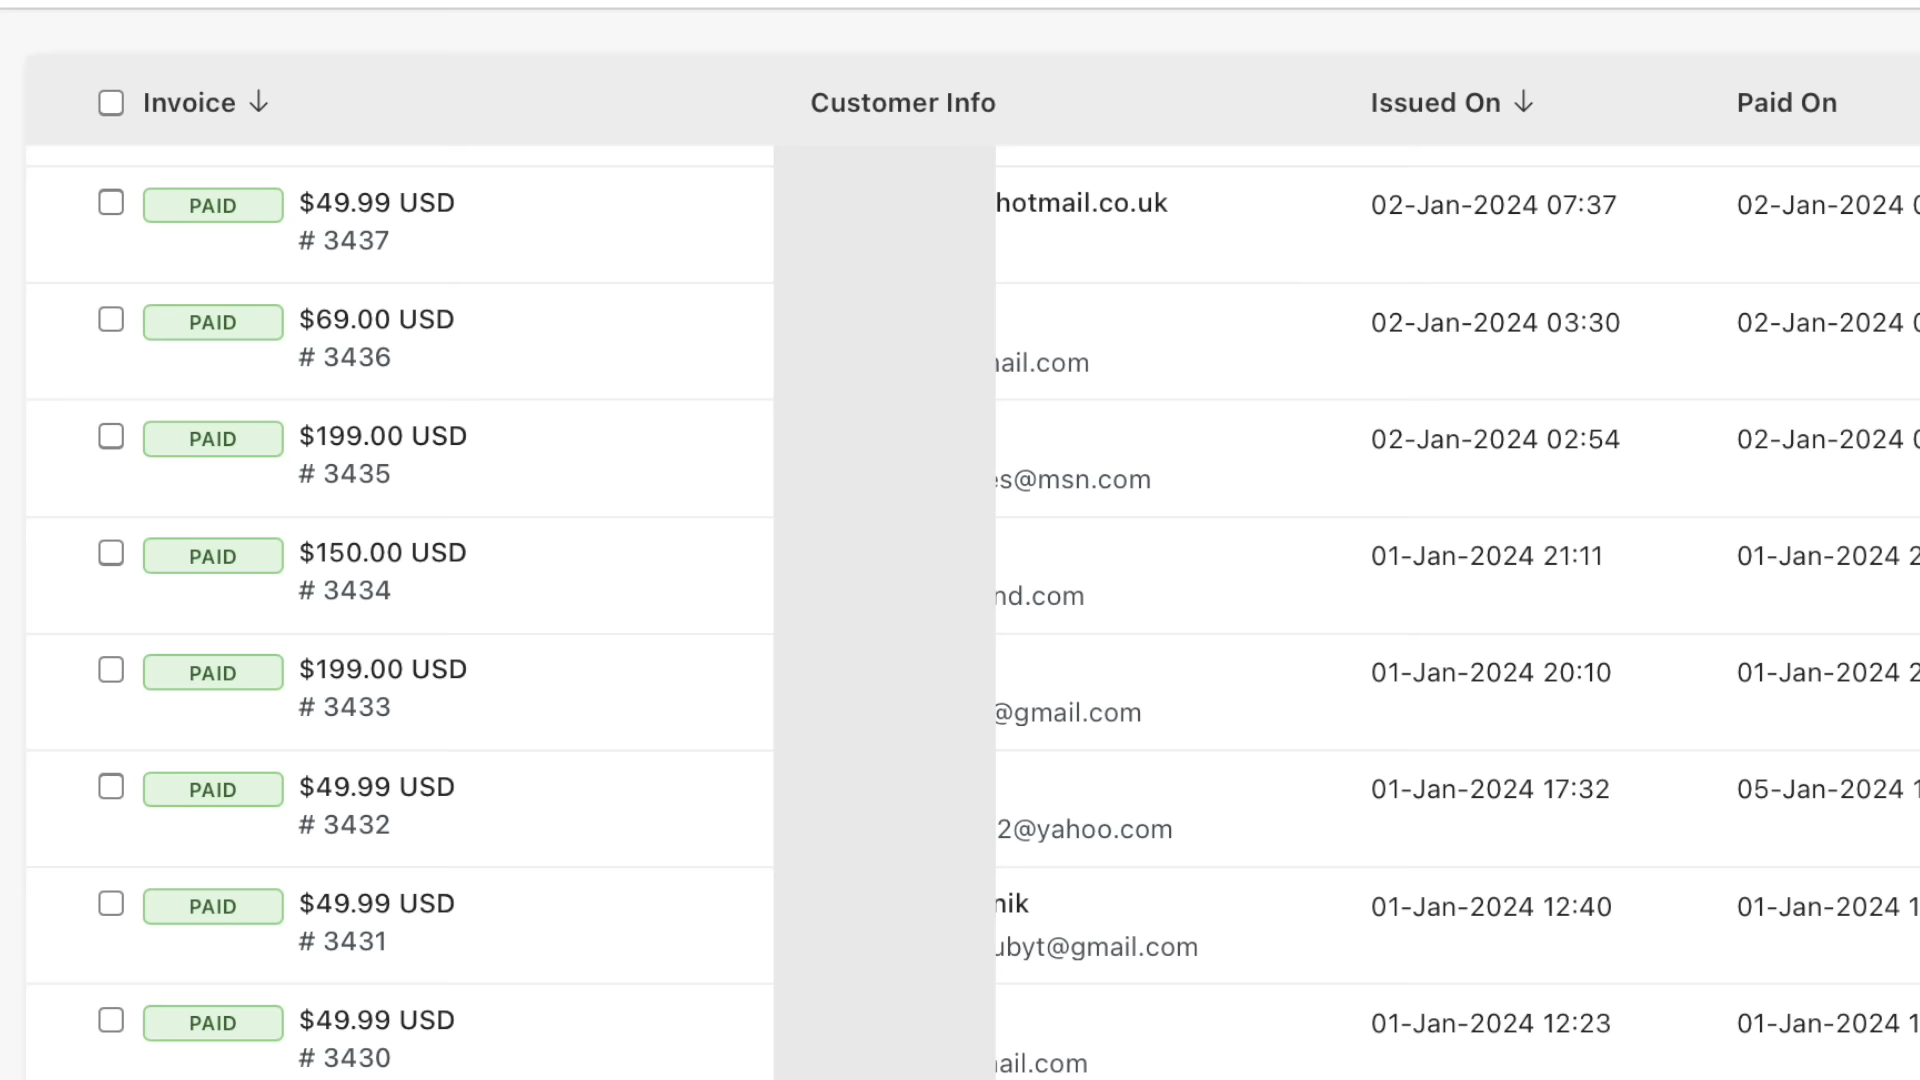 Invoice ↓ Customer Info Issued On ↓ Paid On
PAID $49.99 USD hotmail.co.uk 02-Jan-2024 07:37 02-Jan-2024
# 3437
PAID $69.00 USD 02-Jan-2024 03:30 02-Jan-2024
# 3436 ail.com
PAID $199.00 USD 02-Jan-2024 02:54 02-Jan-2024
# 3435 s@msn.com
PAID $150.00 USD 01-Jan-2024 21:11 01-Jan-2024
# 3434 nd.com
PAID $199.00 USD 01-Jan-2024 20:10 01-Jan-2024
# 3433 @gmail.com
PAID $49.99 USD 01-Jan-2024 17:32 05-Jan-2024
# 3432 2@yahoo.com
PAID $49.99 USD nik 01-Jan-2024 12:40 01-Jan-2024
# 3431 ubyt@gmail.com
PAID $49.99 USD 01-Jan-2024 12:23 01-Jan-2024
# 3430 ail.com